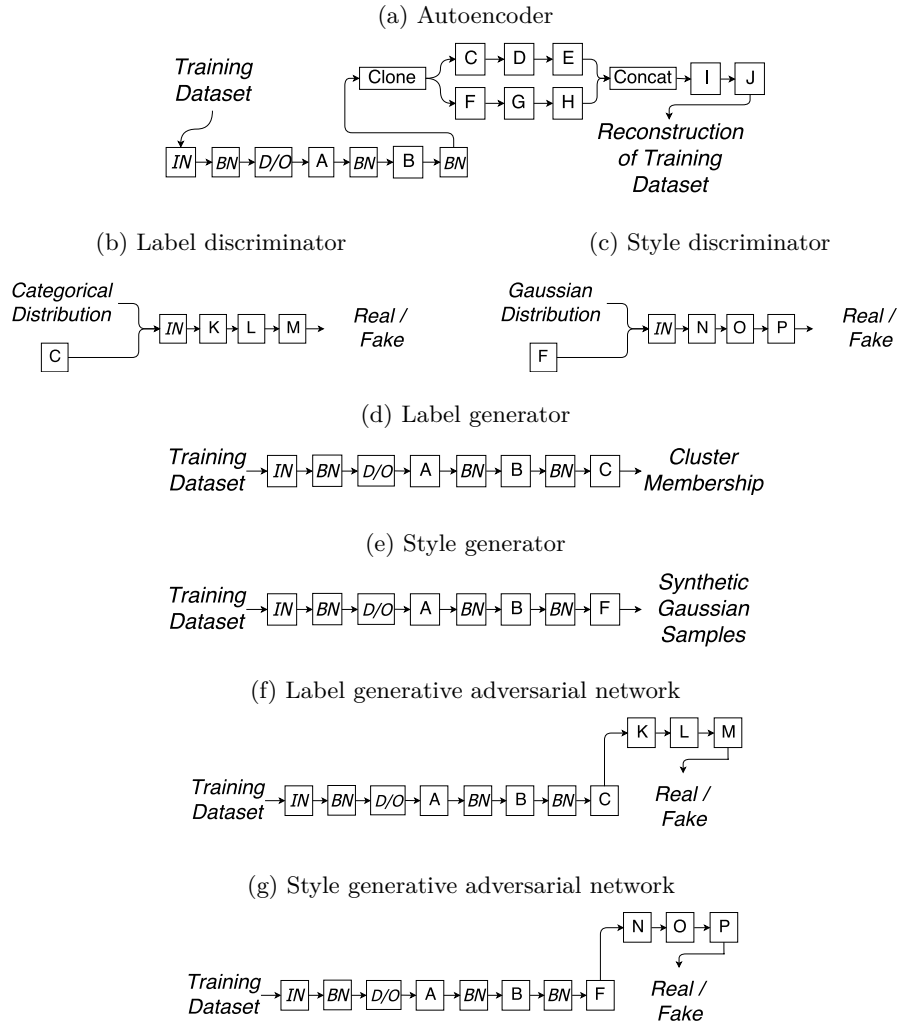 (a) Autoencoder
Training
Dataset
IN BN D/O A BN B BN
Clone
C D E
F G H
Concat I J
Reconstruction
of Training
Dataset
(b) Label discriminator
Categorical
Distribution
C
IN K L M
Real /
Fake
(c) Style discriminator
Gaussian
Distribution
F
IN N O P
Real /
Fake
(d) Label generator
Training
Dataset
IN BN D/O A BN B BN C
Cluster
Membership
(e) Style generator
Training
Dataset
IN BN D/O A BN B BN F
Synthetic
Gaussian
Samples
(f) Label generative adversarial network
Training
Dataset
IN BN D/O A BN B BN C
K L M
Real /
Fake
(g) Style generative adversarial network
Training
Dataset
IN BN D/O A BN B BN F
N O P
Real /
Fake